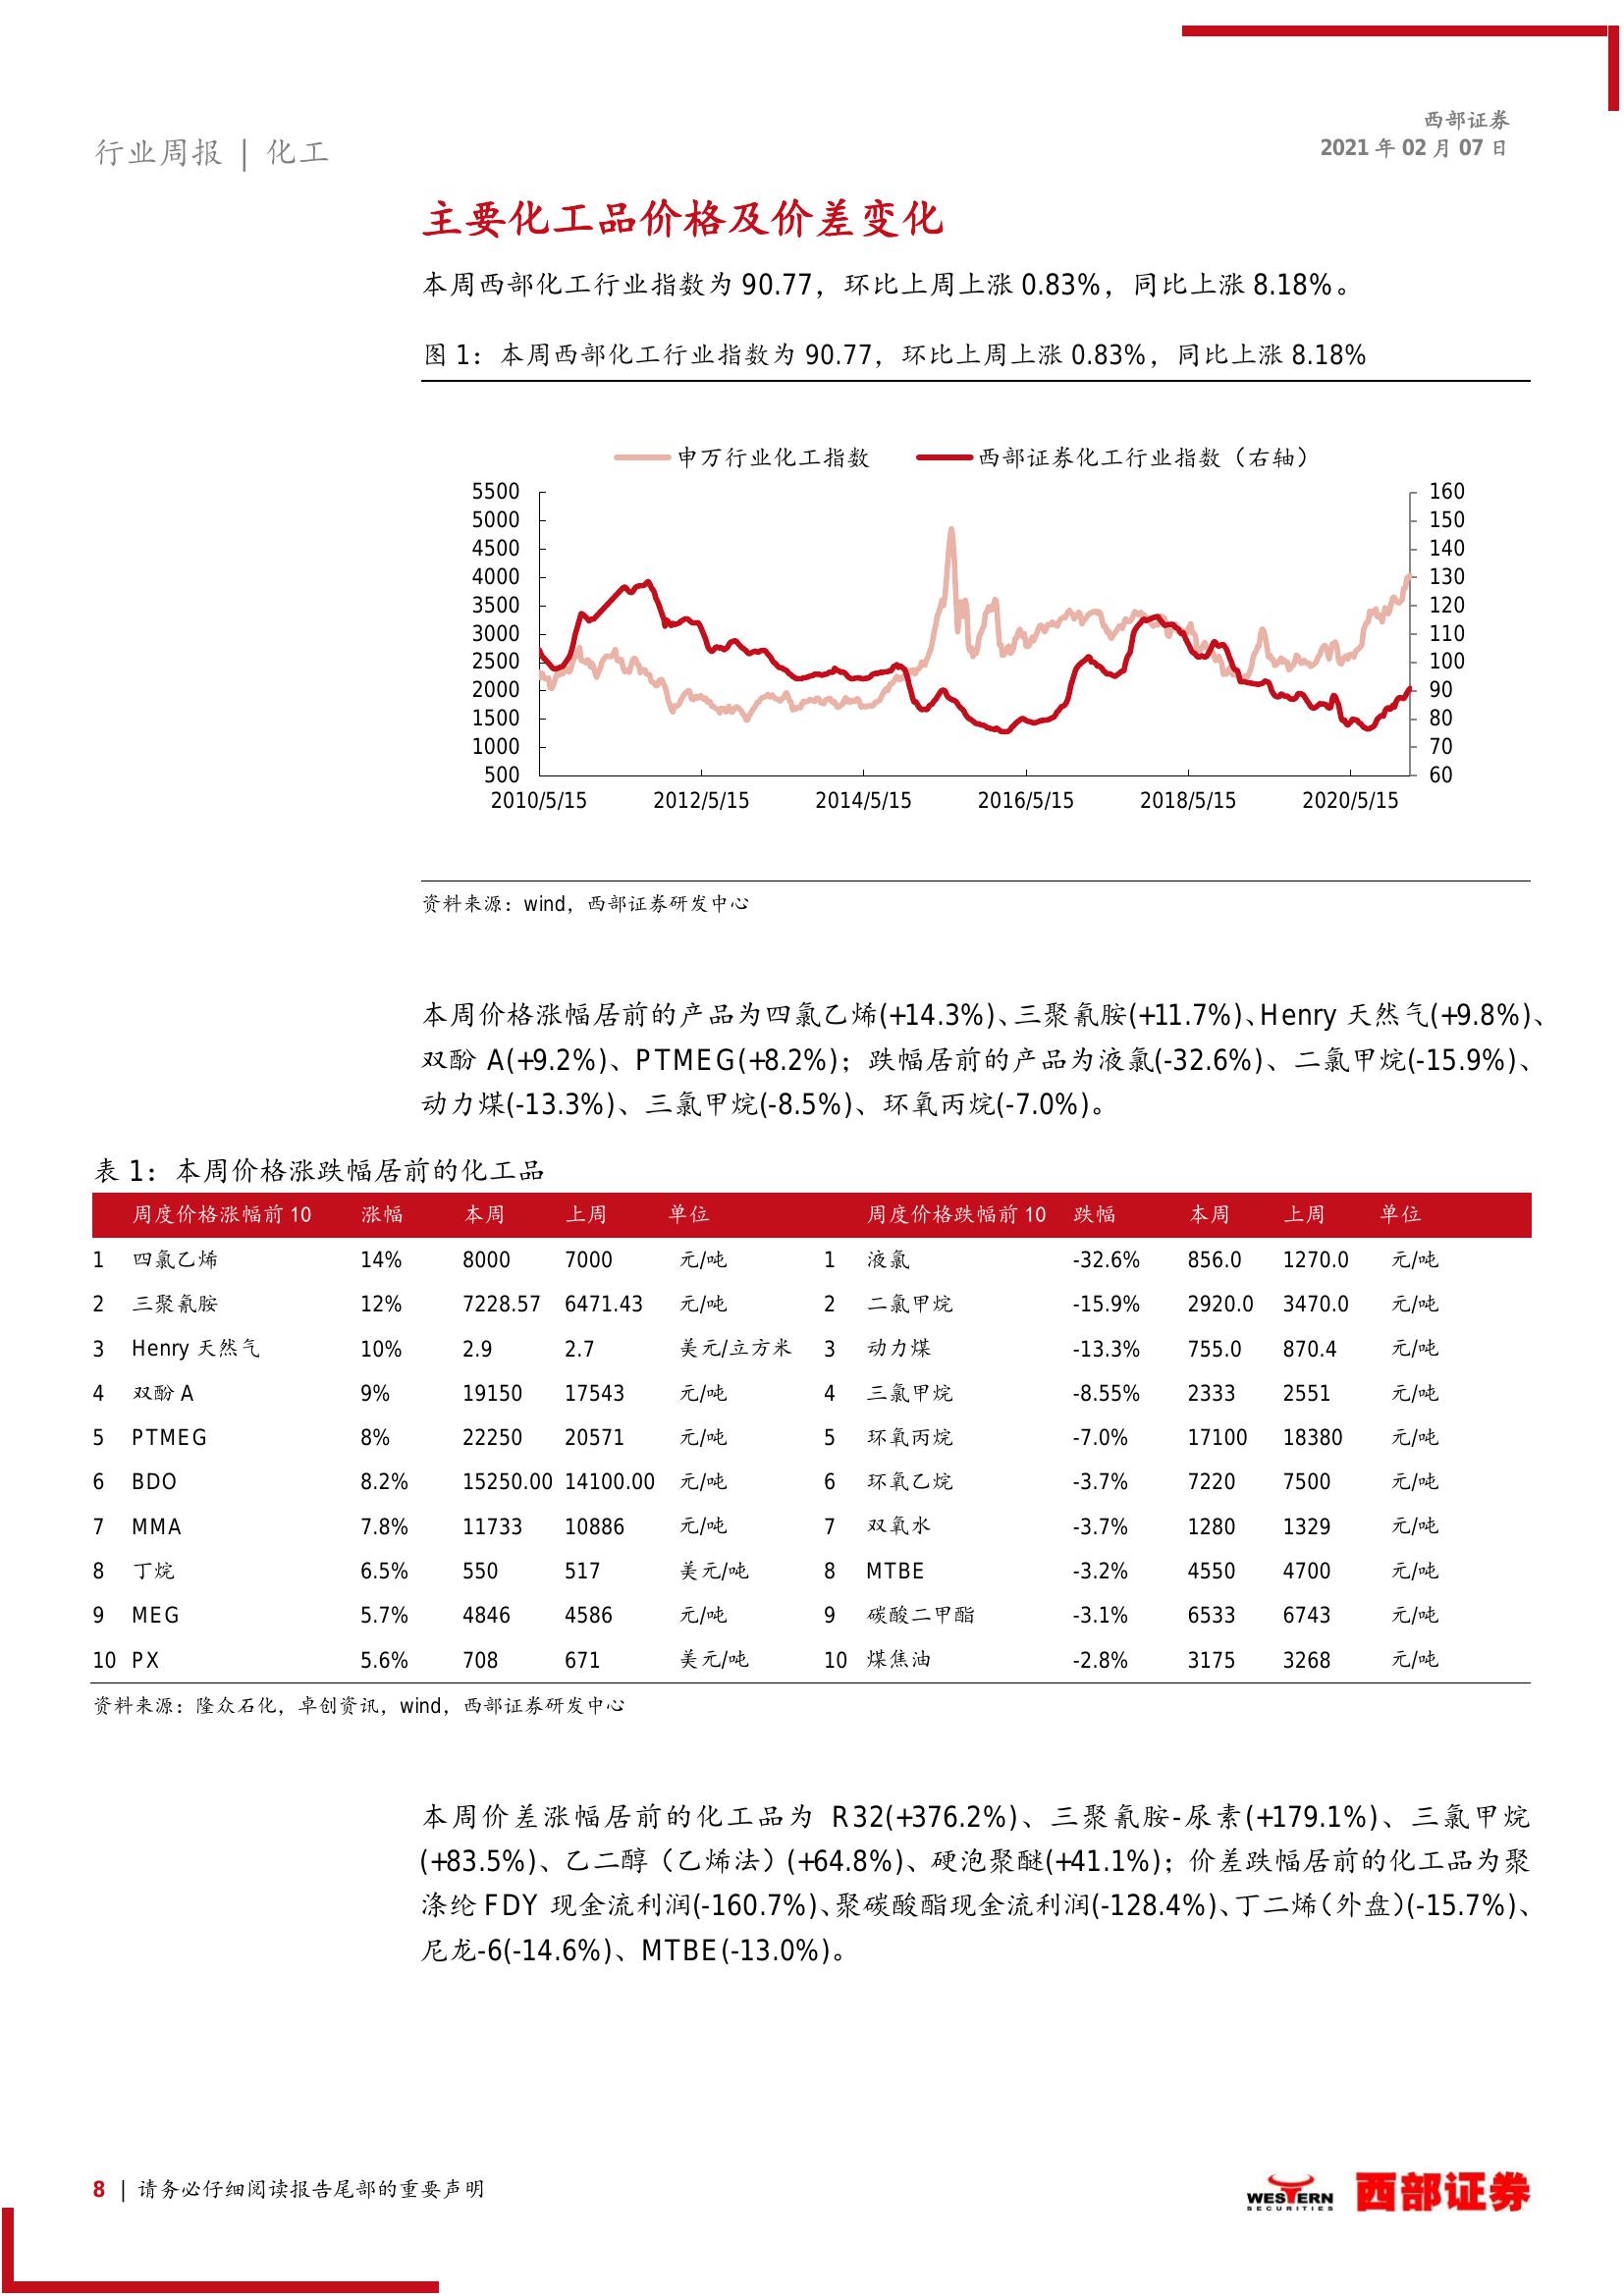 西部证券
行业周报 | 化工
2021 年 02 月 07 日
主要化工品价格及价差变化
本周西部化工行业指数为 90.77，环比上周上涨 0.83%，同比上涨 8.18%。
图 1：本周西部化工行业指数为 90.77，环比上周上涨 0.83%，同比上涨 8.18%
申万行业化工指数 西部证券化工行业指数（右轴）
5500 160
5000 150
4500 140
4000 130
3500 120
3000 110
2500 100
2000 90
1500 80
1000 70
500 60
2010/5/15 2012/5/15 2014/5/15 2016/5/15 2018/5/15 2020/5/15
资料来源：wind，西部证券研发中心
本周价格涨幅居前的产品为四氯乙烯(+14.3%)、三聚氰胺(+11.7%)、Henry 天然气(+9.8%)、
双酚 A(+9.2%)、PTMEG(+8.2%)；跌幅居前的产品为液氯(-32.6%)、二氯甲烷(-15.9%)、
动力煤(-13.3%)、三氯甲烷(-8.5%)、环氧丙烷(-7.0%)。
表 1：本周价格涨跌幅居前的化工品
周度价格涨幅前 10 涨幅 本周 上周 单位 周度价格跌幅前 10 跌幅 本周 上周 单位
1 四氯乙烯 14% 8000 7000 元/吨 1 液氯 -32.6% 856.0 1270.0 元/吨
2 三聚氰胺 12% 7228.57 6471.43 元/吨 2 二氯甲烷 -15.9% 2920.0 3470.0 元/吨
3 Henry 天然气 10% 2.9 2.7 美元/立方米 3 动力煤 -13.3% 755.0 870.4 元/吨
4 双酚 A 9% 19150 17543 元/吨 4 三氯甲烷 -8.55% 2333 2551 元/吨
5 PTMEG 8% 22250 20571 元/吨 5 环氧丙烷 -7.0% 17100 18380 元/吨
6 BDO 8.2% 15250.00 14100.00 元/吨 6 环氧乙烷 -3.7% 7220 7500 元/吨
7 MMA 7.8% 11733 10886 元/吨 7 双氧水 -3.7% 1280 1329 元/吨
8 丁烷 6.5% 550 517 美元/吨 8 MTBE -3.2% 4550 4700 元/吨
9 MEG 5.7% 4846 4586 元/吨 9 碳酸二甲酯 -3.1% 6533 6743 元/吨
10 PX 5.6% 708 671 美元/吨 10 煤焦油 -2.8% 3175 3268 元/吨
资料来源：隆众石化，卓创资讯，wind，西部证券研发中心
本周价差涨幅居前的化工品为 R32(+376.2%)、三聚氰胺-尿素(+179.1%)、三氯甲烷
(+83.5%)、乙二醇（乙烯法）(+64.8%)、硬泡聚醚(+41.1%)；价差跌幅居前的化工品为聚
涤纶 FDY 现金流利润(-160.7%)、聚碳酸酯现金流利润(-128.4%)、丁二烯（外盘）(-15.7%)、
尼龙-6(-14.6%)、MTBE(-13.0%)。
8 | 请务必仔细阅读报告尾部的重要声明
WESTERN
SECURITIES
西部证券